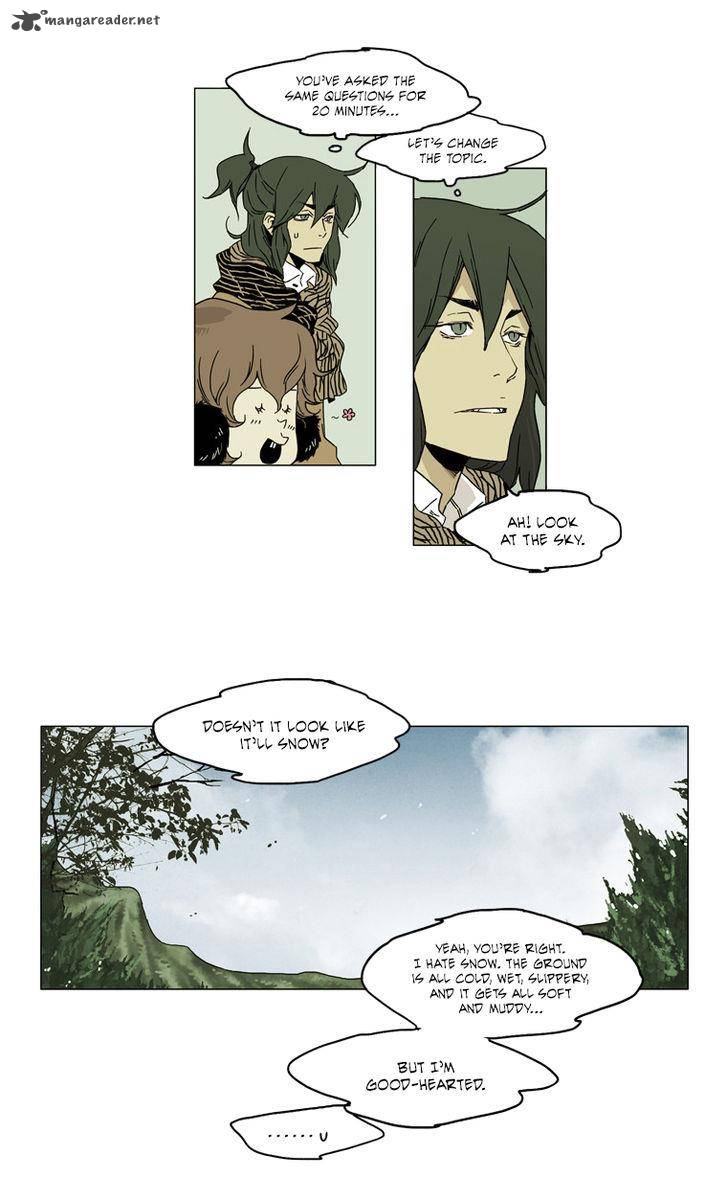 mangareader.net
YOU'VE ASKED THE
SAME QUESTIONS FOR
20 MINUTES...
LET'S CHANGE
THE TOPIC.
AH! LOOK
AT THE SKY.
DOESN'T IT LOOK LIKE
IT'LL SNOW?
YEAH, YOU'RE RIGHT.
I HATE SNOW. THE GROUND
IS ALL COLD, WET, SLIPPERY,
AND IT GETS ALL SOFT
AND MUDDY...
BUT I'M
GOOD-HEARTED.
......